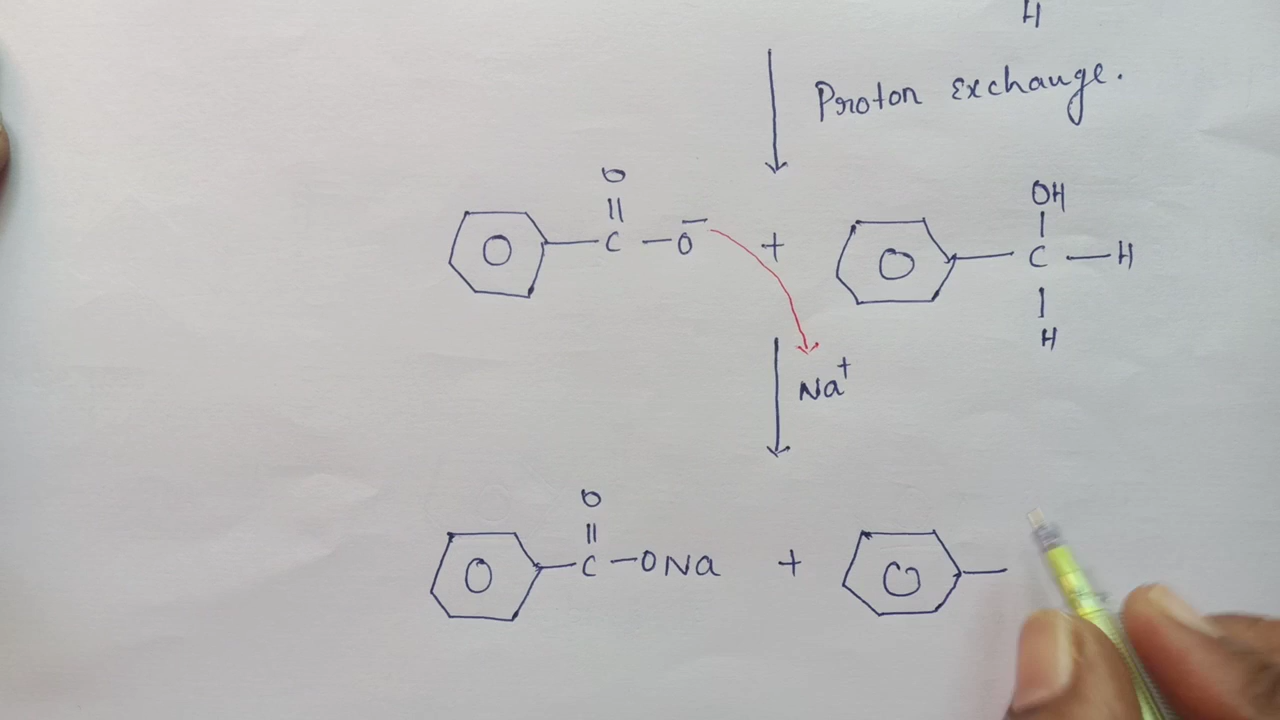 H
Proton exchange.
O
||
C — O⁻ + C — H
OH
H
Na⁺
O
||
C — ONa +